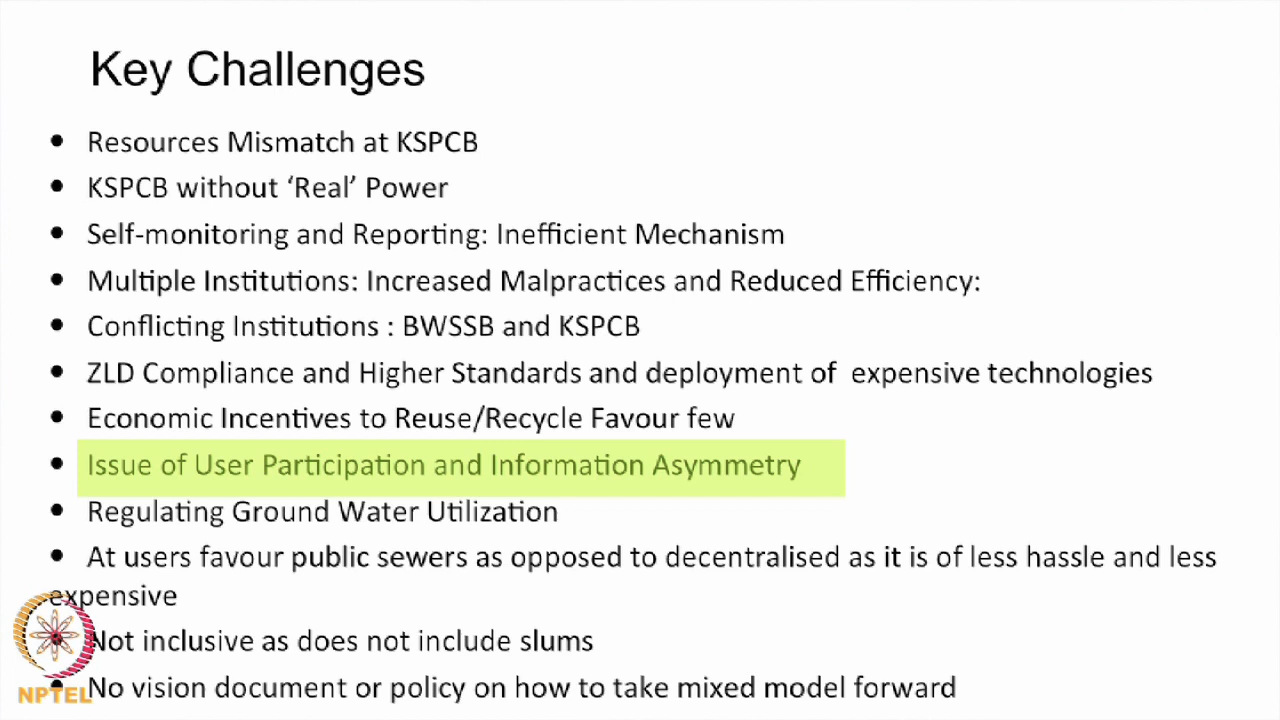 Key Challenges
• Resources Mismatch at KSPCB
• KSPCB without ‘Real’ Power
• Self-monitoring and Reporting: Inefficient Mechanism
• Multiple Institutions: Increased Malpractices and Reduced Efficiency:
• Conflicting Institutions : BWSSB and KSPCB
• ZLD Compliance and Higher Standards and deployment of expensive technologies
• Economic Incentives to Reuse/Recycle Favour few
• Issue of User Participation and Information Asymmetry
• Regulating Ground Water Utilization
• At users favour public sewers as opposed to decentralised as it is of less hassle and less
expensive
Not inclusive as does not include slums
• No vision document or policy on how to take mixed model forward
NPTEL